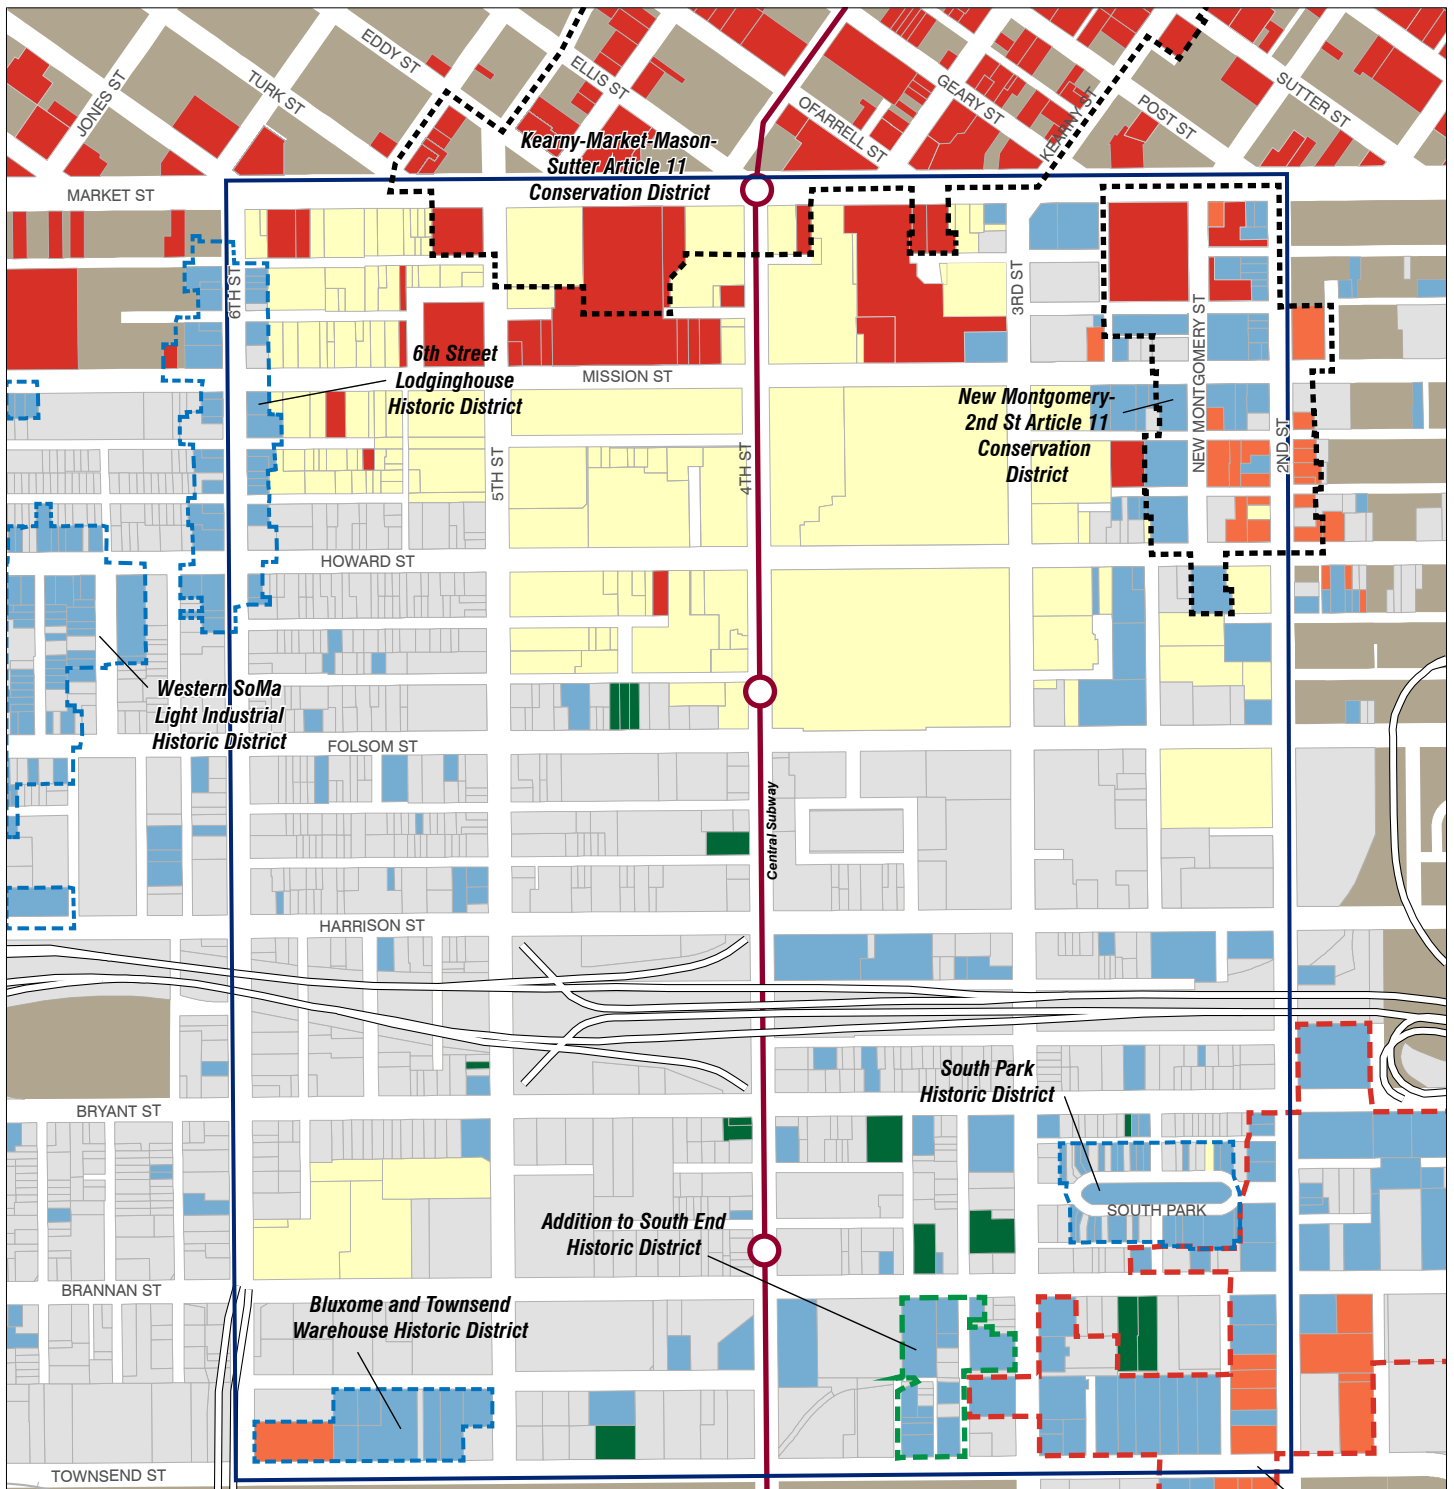 EDDY ST
ELLIS ST
JONES ST
TURK ST
OFARRELL ST
GEARY ST
KEARNY ST
POST ST
SUTTER ST
Kearny-Market-Mason-
Sutter Article 11
Conservation District
MARKET ST
6TH ST
3RD ST
NEW MONTGOMERY ST
6th Street
Lodginghouse
Historic District
MISSION ST
New Montgomery-
2nd St Article 11
Conservation
District
5TH ST
4TH ST
2ND ST
HOWARD ST
Western SoMa
Light Industrial
Historic District
FOLSOM ST
Central Subway
HARRISON ST
South Park
Historic District
BRYANT ST
SOUTH PARK
Addition to South End
Historic District
BRANNAN ST
Bluxome and Townsend
Warehouse Historic District
TOWNSEND ST